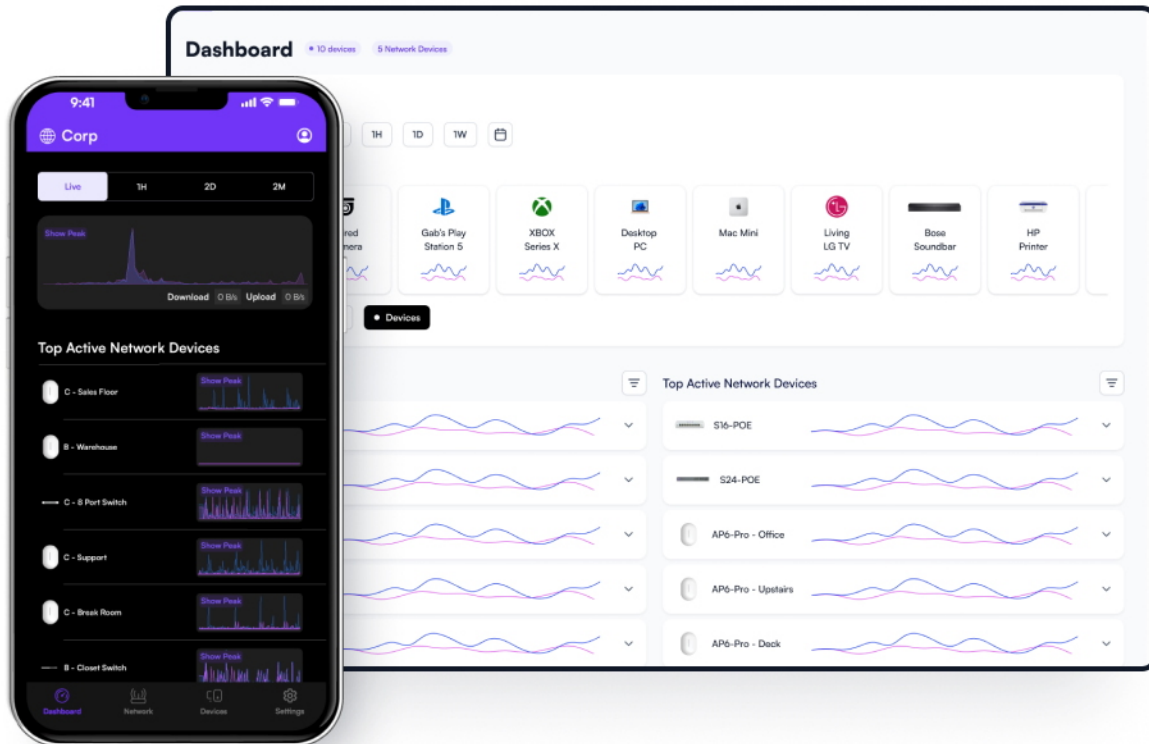 Dashboard
10 devices
5 Network Devices
1H
1D
1W
Gab's Play
Station 5
XBOX
Series X
Desktop
PC
Mac Mini
Living
LG TV
Bose
Soundbar
HP
Printer
Devices
Top Active Network Devices
S16-POE
S24-POE
AP6-Pro - Office
AP6-Pro - Upstairs
AP6-Pro - Deck
9:41
Corp
Live
1H
2D
2M
Show Peak
Download 0 B/s Upload 0 B/s
Top Active Network Devices
C - Sales Floor
Show Peak
B - Warehouse
Show Peak
C - 8 Port Switch
Show Peak
C - Support
Show Peak
C - Break Room
Show Peak
B - Closet Switch
Show Peak
Dashboard
Network
Devices
Settings